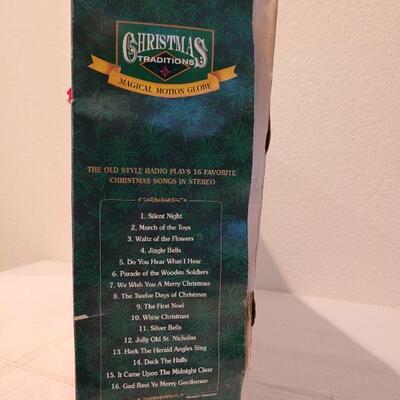 CHRISTMAS
TRADITIONS
MAGICAL MOTION GLOBE
THE OLD STYLE RADIO PLAYS 16 FAVORITE
CHRISTMAS SONGS IN STEREO
1. Silent Night
2. March of the Toys
3. Waltz of the Flowers
4. Jingle Bells
5. Do You Hear What I Hear
6. Parade of the Wooden Soldiers
7. We Wish You A Merry Christmas
8. The Twelve Days of Christmas
9. The First Noel
10. White Christmas
11. Silver Bells
12. Jolly Old St. Nicholas
13. Hark The Herald Angles Sing
14. Deck The Halls
15. It Came Upon The Midnight Clear
16. God Rest Ye Merry Gentleman